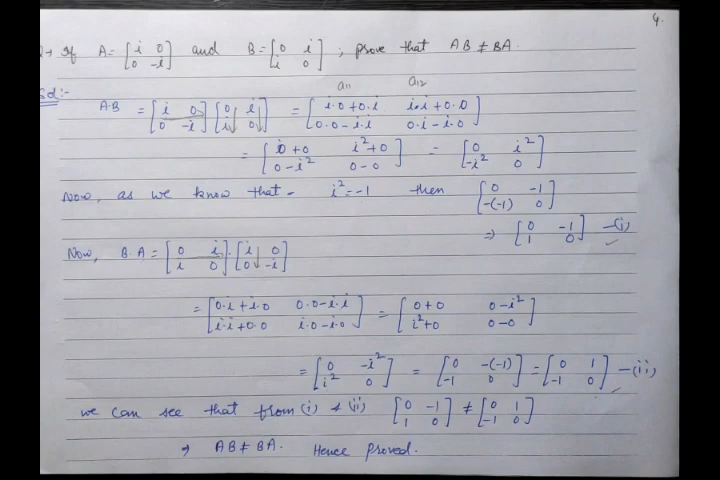 4.
Q→ If A = [i 0; 0 -i] and B = [0 i; i 0] ; prove that AB ≠ BA.
Sol:-
a11 a12
A·B = [i 0; 0 -i] [0 i; i 0] = [i·0+0·i i·i+0·0; 0·0-i·i 0·i-i·0]
= [0+0 i²+0; 0-i² 0-0] = [0 i²; -i² 0]
Now, as we know that - i² = -1 then [0 -1; -(-1) 0]
⇒ [0 -1; 1 0] —(i)
Now, B·A = [0 i; i 0]·[i 0; 0 -i]
= [0·i+i·0 0·0-i·i; i·i+0·0 i·0-i·0] = [0+0 0-i²; i²+0 0-0]
= [0 -i²; i² 0] = [0 -(-1); -1 0] = [0 1; -1 0] —(ii)
we can see that from (i) & (ii) [0 -1; 1 0] ≠ [0 1; -1 0]
⇒ AB ≠ BA. Hence Proved.